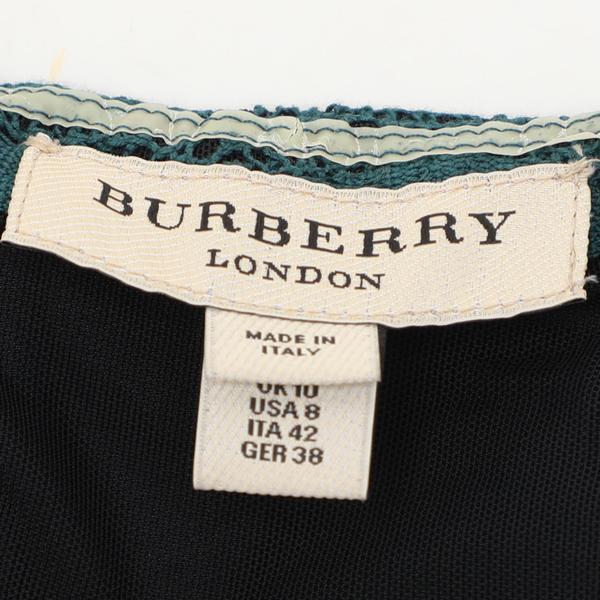 BURBERRY
LONDON
MADE IN
ITALY
UK 10
USA 8
ITA 42
GER 38